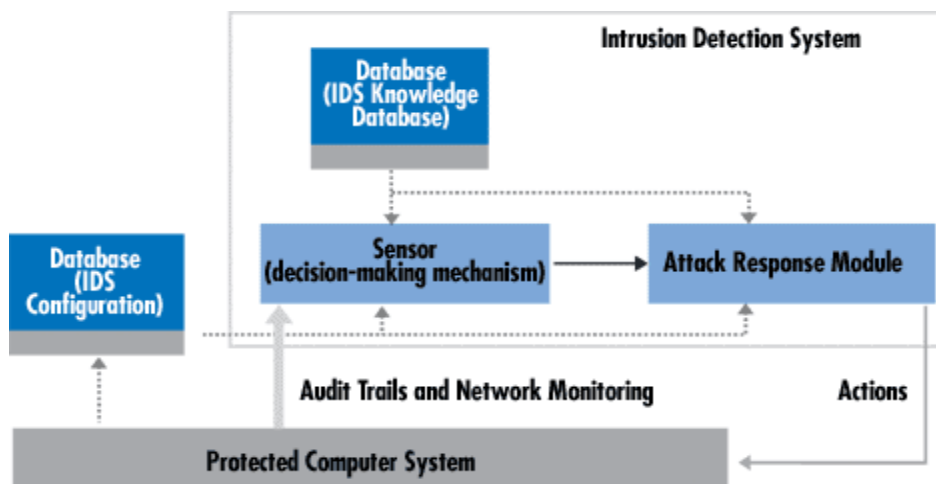 Intrusion Detection System
Database
(IDS Knowledge
Database)
Sensor
(decision-making mechanism)
Attack Response Module
Database
(IDS
Configuration)
Audit Trails and Network Monitoring
Actions
Protected Computer System